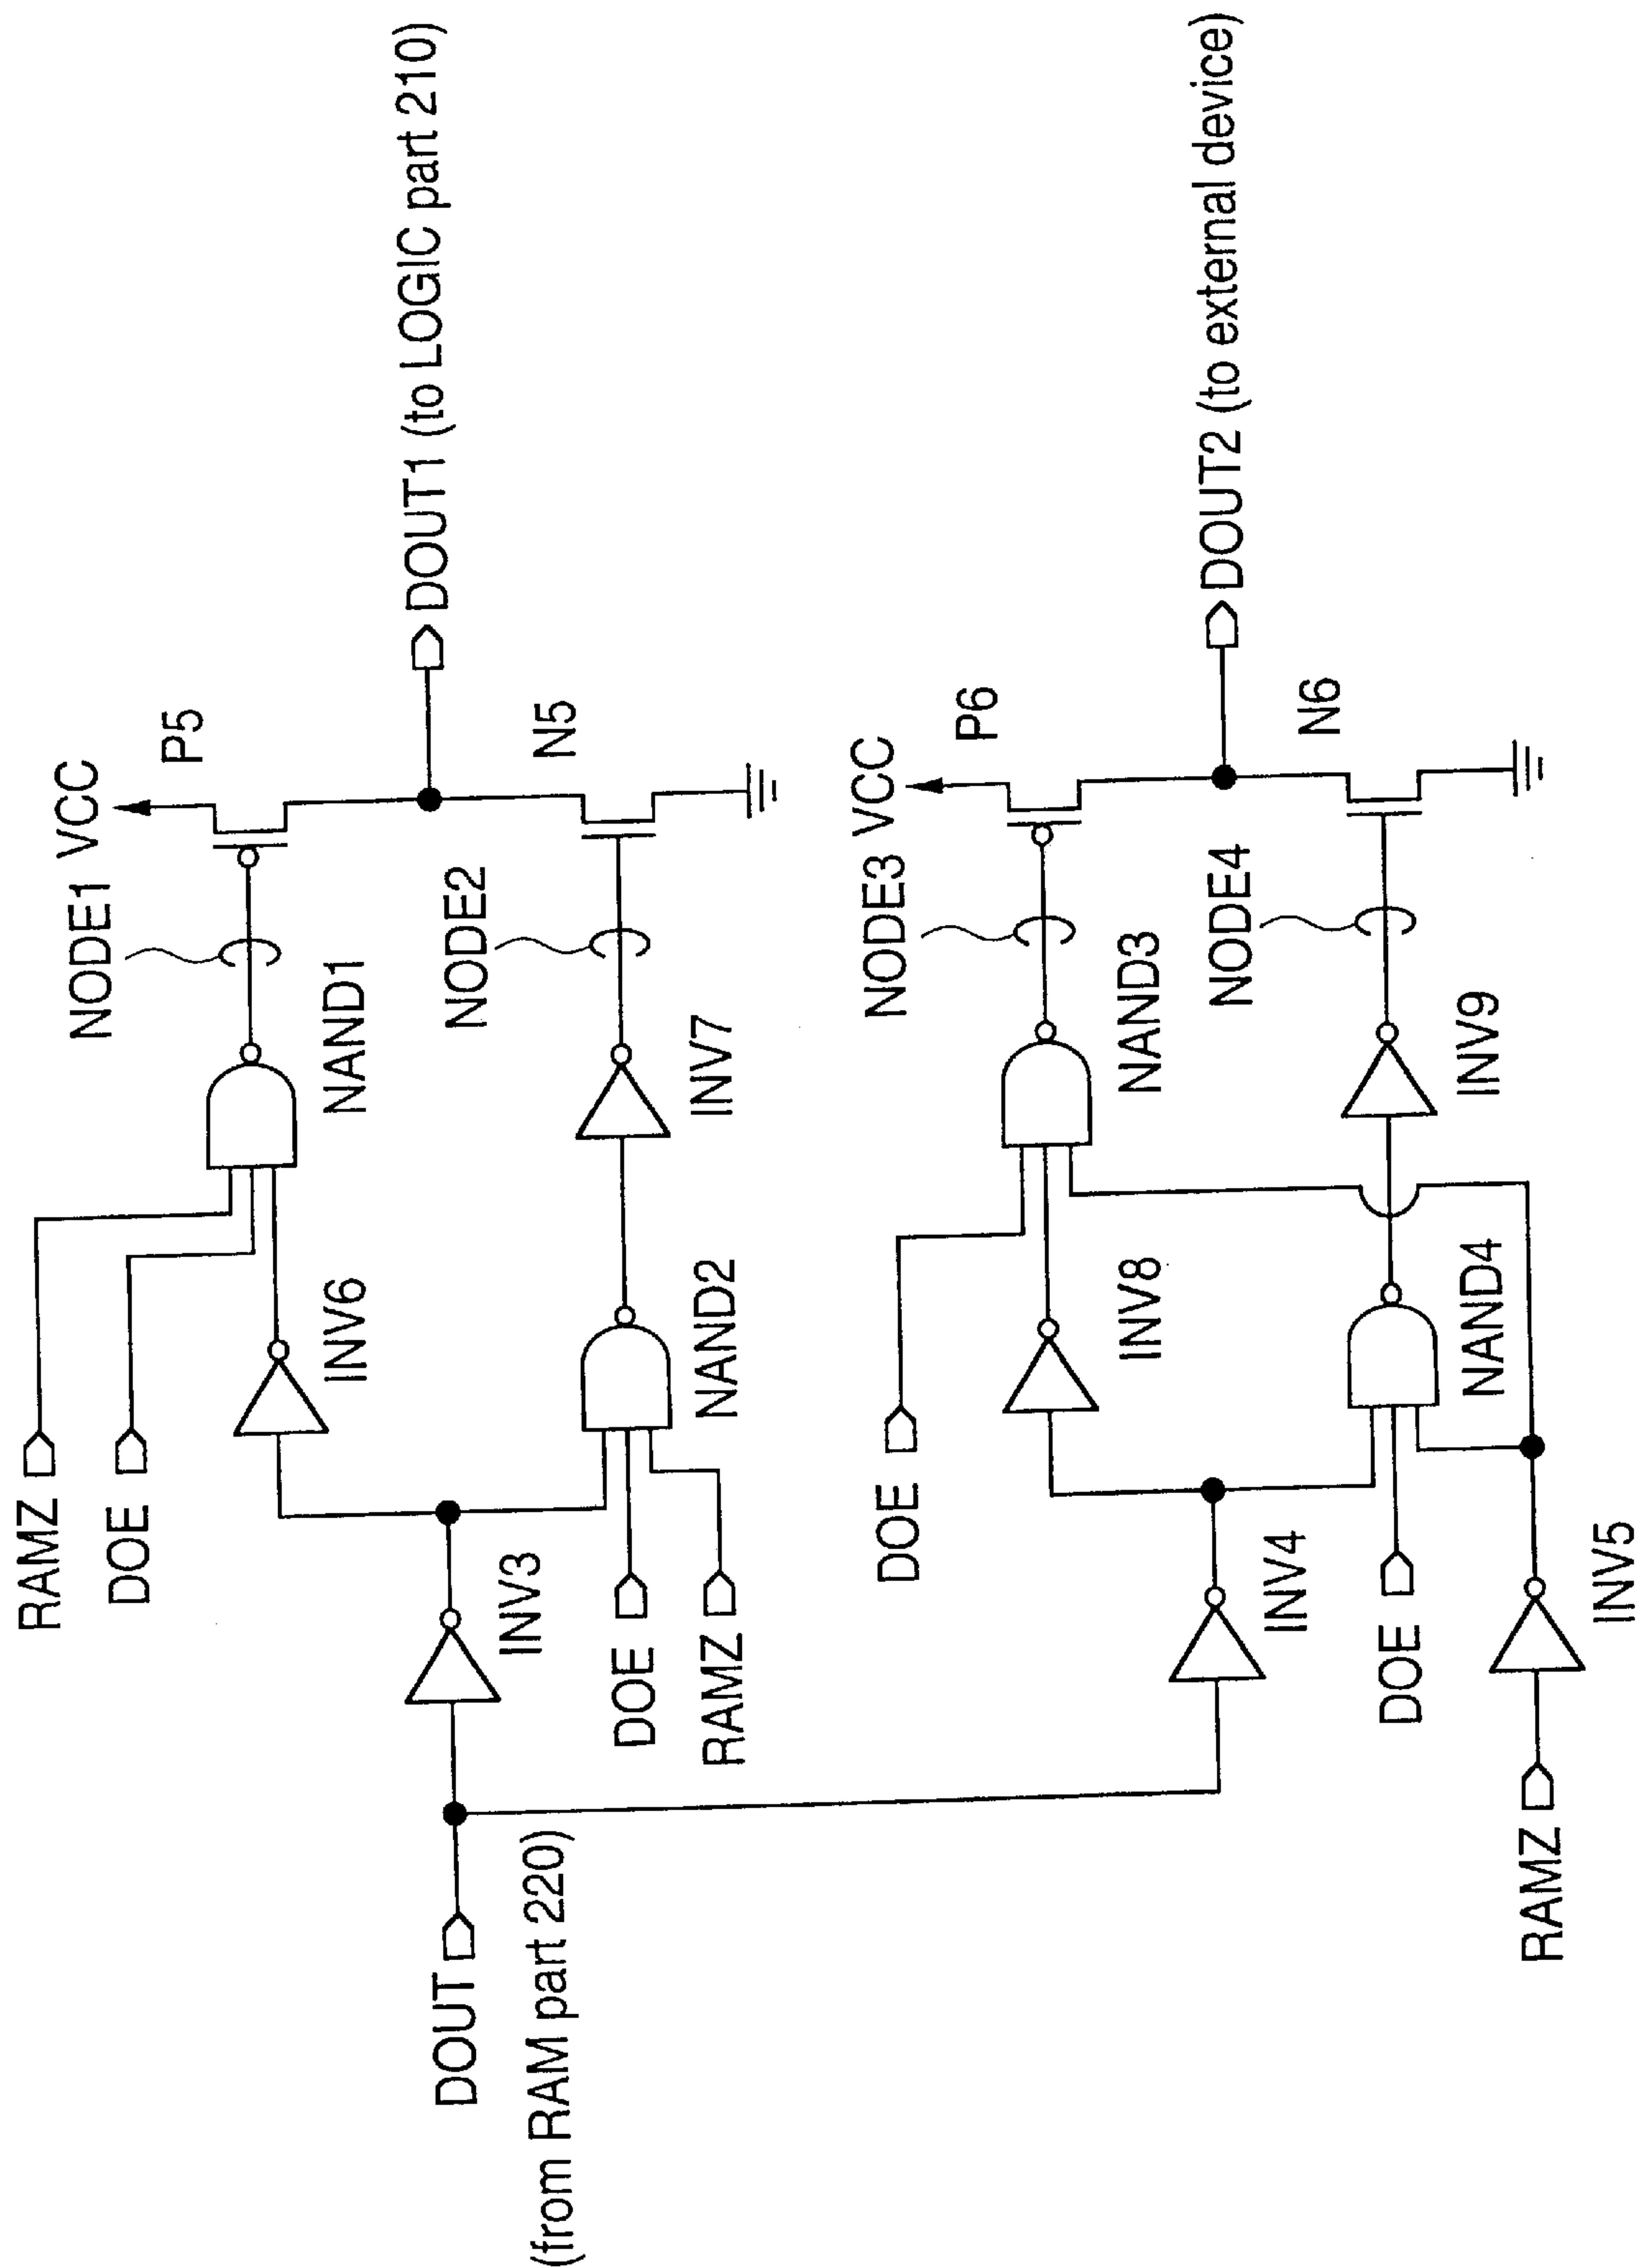 RAMZ
DOE
INV6
NAND1
NODE1
VCC
P5
DOUT
(from RAM part 220)
INV3
DOE
RAMZ
NAND2
INV7
NODE2
N5
DOUT1 (to LOGIC part 210)
DOE
INV8
NAND3
NODE3
VCC
P6
INV4
DOE
NAND4
INV9
NODE4
N6
DOUT2 (to external device)
RAMZ
INV5